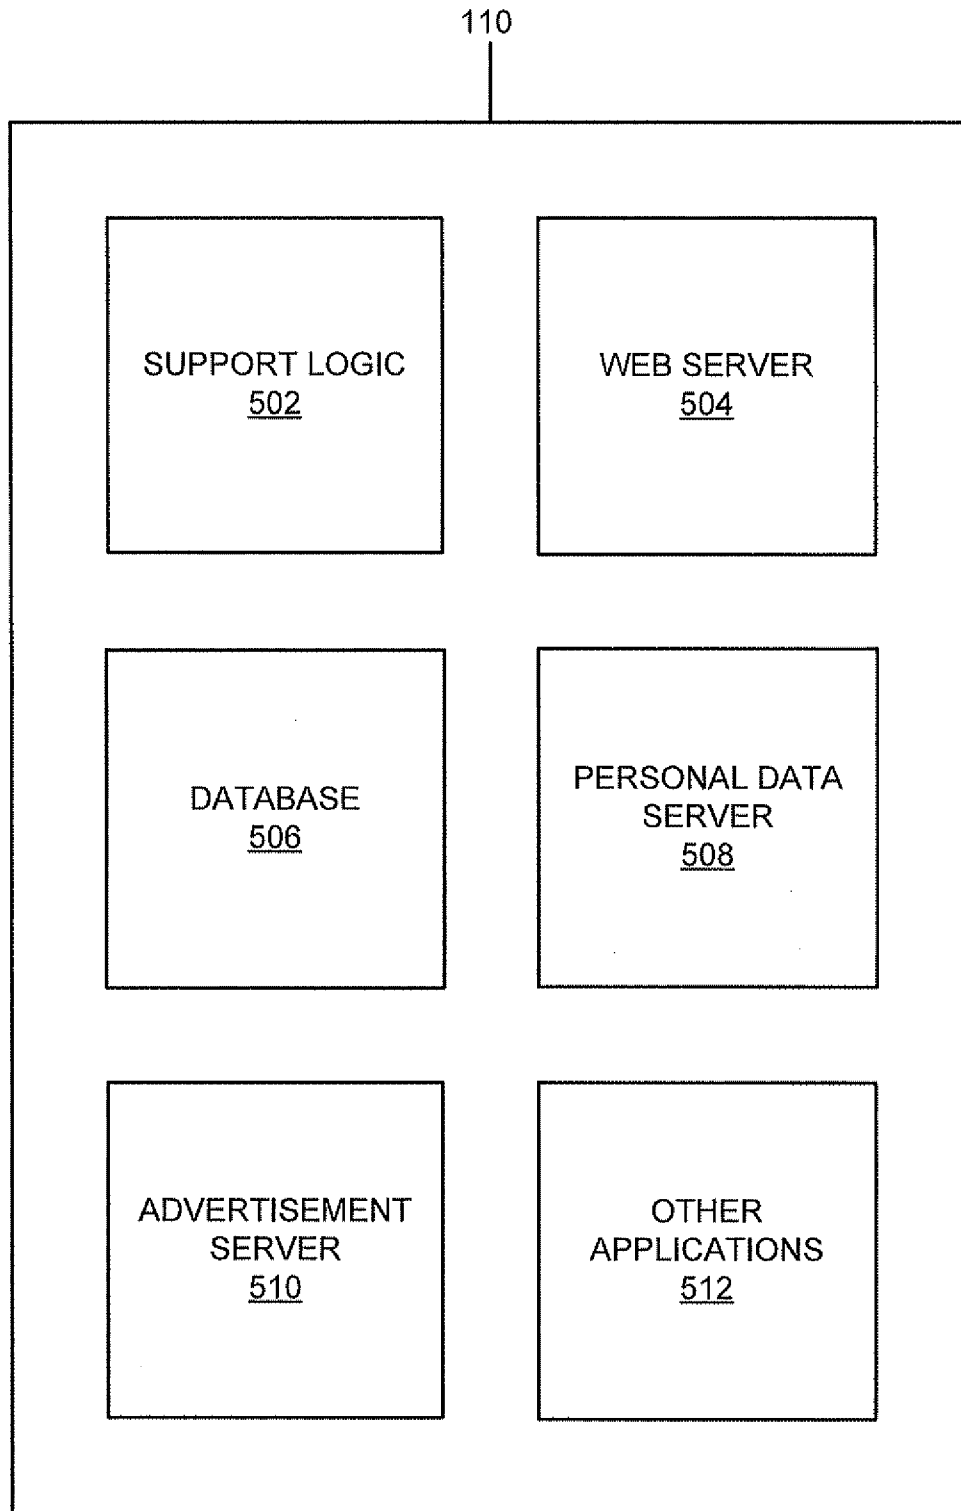 110
SUPPORT LOGIC
502
WEB SERVER
504
DATABASE
506
PERSONAL DATA
SERVER
508
ADVERTISEMENT
SERVER
510
OTHER
APPLICATIONS
512